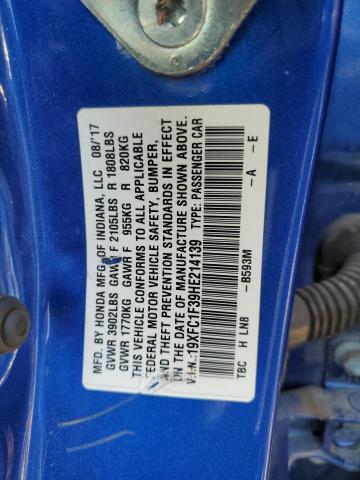 MFD. BY HONDA MFG. OF INDIANA, LLC 08/'17
GVWR 3902LBS GAWR F 2105LBS R 1808LBS
GVWR 1770KG GAWR F 955KG R 820KG
THIS VEHICLE CONFORMS TO ALL APPLICABLE
FEDERAL MOTOR VEHICLE SAFETY, BUMPER,
AND THEFT PREVENTION STANDARDS IN EFFECT
ON THE DATE OF MANUFACTURE SHOWN ABOVE.
V.I.N.:19XFC1F39HE214139 TYPE: PASSENGER CAR
-B593M -A -E
TBC H LN8